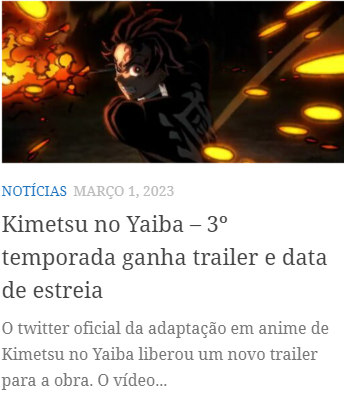 NOTÍCIAS MARÇO 1, 2023
Kimetsu no Yaiba – 3º
temporada ganha trailer e data
de estreia
O twitter oficial da adaptação em anime de
Kimetsu no Yaiba liberou um novo trailer
para a obra. O vídeo...